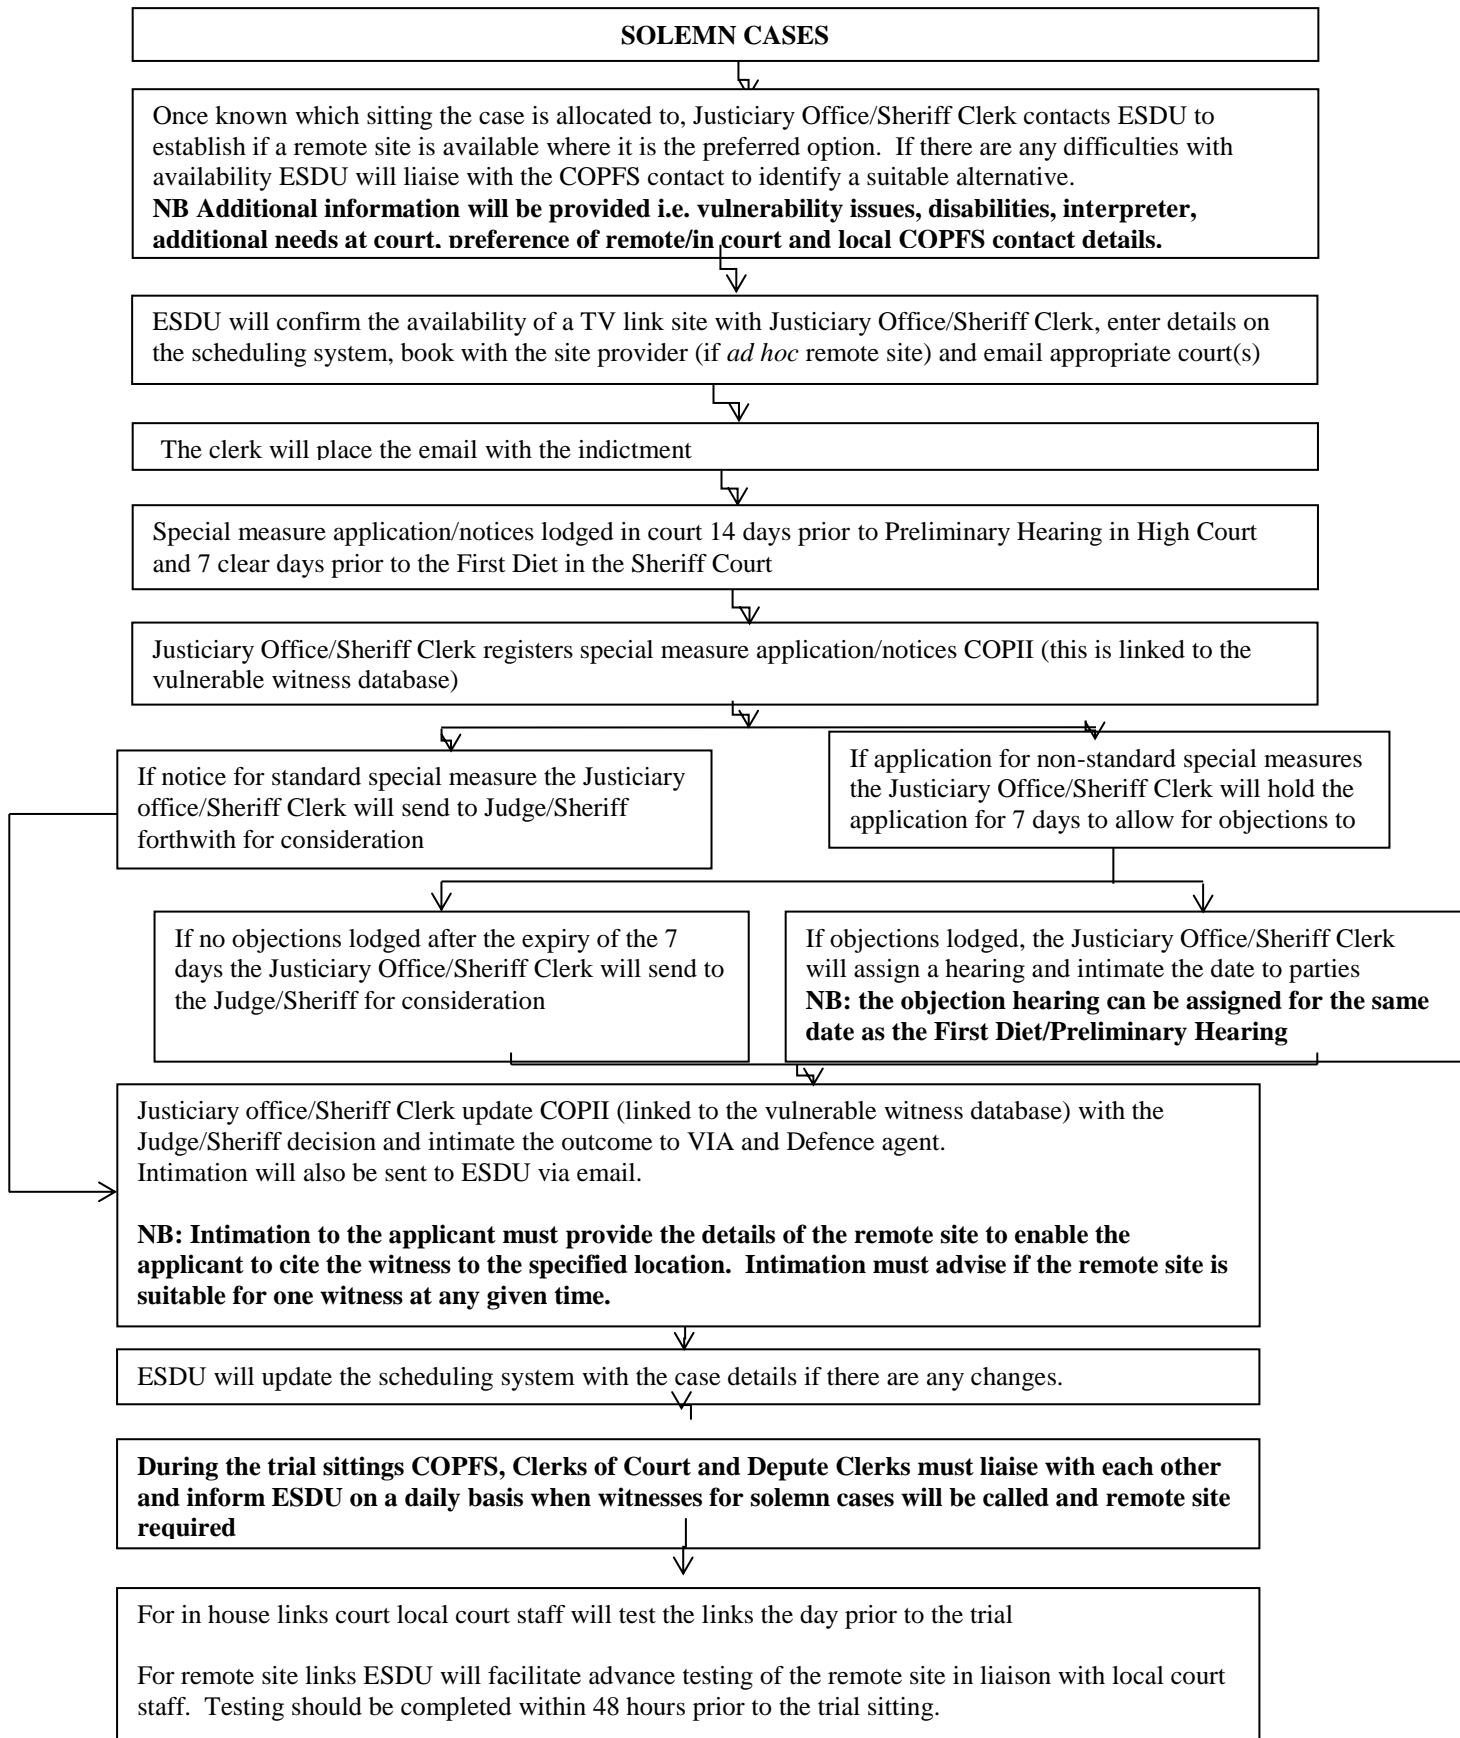 SOLEMN CASES
Once known which sitting the case is allocated to, Justiciary Office/Sheriff Clerk contacts ESDU to
establish if a remote site is available where it is the preferred option.  If there are any difficulties with
availability ESDU will liaise with the COPFS contact to identify a suitable alternative.
NB Additional information will be provided i.e. vulnerability issues, disabilities, interpreter,
additional needs at court, preference of remote/in court and local COPFS contact details.
ESDU will confirm the availability of a TV link site with Justiciary Office/Sheriff Clerk, enter details on
the scheduling system, book with the site provider (if ad hoc remote site) and email appropriate court(s)
The clerk will place the email with the indictment
Special measure application/notices lodged in court 14 days prior to Preliminary Hearing in High Court
and 7 clear days prior to the First Diet in the Sheriff Court
Justiciary Office/Sheriff Clerk registers special measure application/notices COPII (this is linked to the
vulnerable witness database)
If notice for standard special measure the Justiciary
office/Sheriff Clerk will send to Judge/Sheriff
forthwith for consideration
If application for non-standard special measures
the Justiciary Office/Sheriff Clerk will hold the
application for 7 days to allow for objections to
If no objections lodged after the expiry of the 7
days the Justiciary Office/Sheriff Clerk will send to
the Judge/Sheriff for consideration
If objections lodged, the Justiciary Office/Sheriff Clerk
will assign a hearing and intimate the date to parties
NB: the objection hearing can be assigned for the same
date as the First Diet/Preliminary Hearing
Justiciary office/Sheriff Clerk update COPII (linked to the vulnerable witness database) with the
Judge/Sheriff decision and intimate the outcome to VIA and Defence agent.
Intimation will also be sent to ESDU via email.
NB: Intimation to the applicant must provide the details of the remote site to enable the
applicant to cite the witness to the specified location.  Intimation must advise if the remote site is
suitable for one witness at any given time.
ESDU will update the scheduling system with the case details if there are any changes.
During the trial sittings COPFS, Clerks of Court and Depute Clerks must liaise with each other
and inform ESDU on a daily basis when witnesses for solemn cases will be called and remote site
required
For in house links court local court staff will test the links the day prior to the trial
For remote site links ESDU will facilitate advance testing of the remote site in liaison with local court
staff.  Testing should be completed within 48 hours prior to the trial sitting.